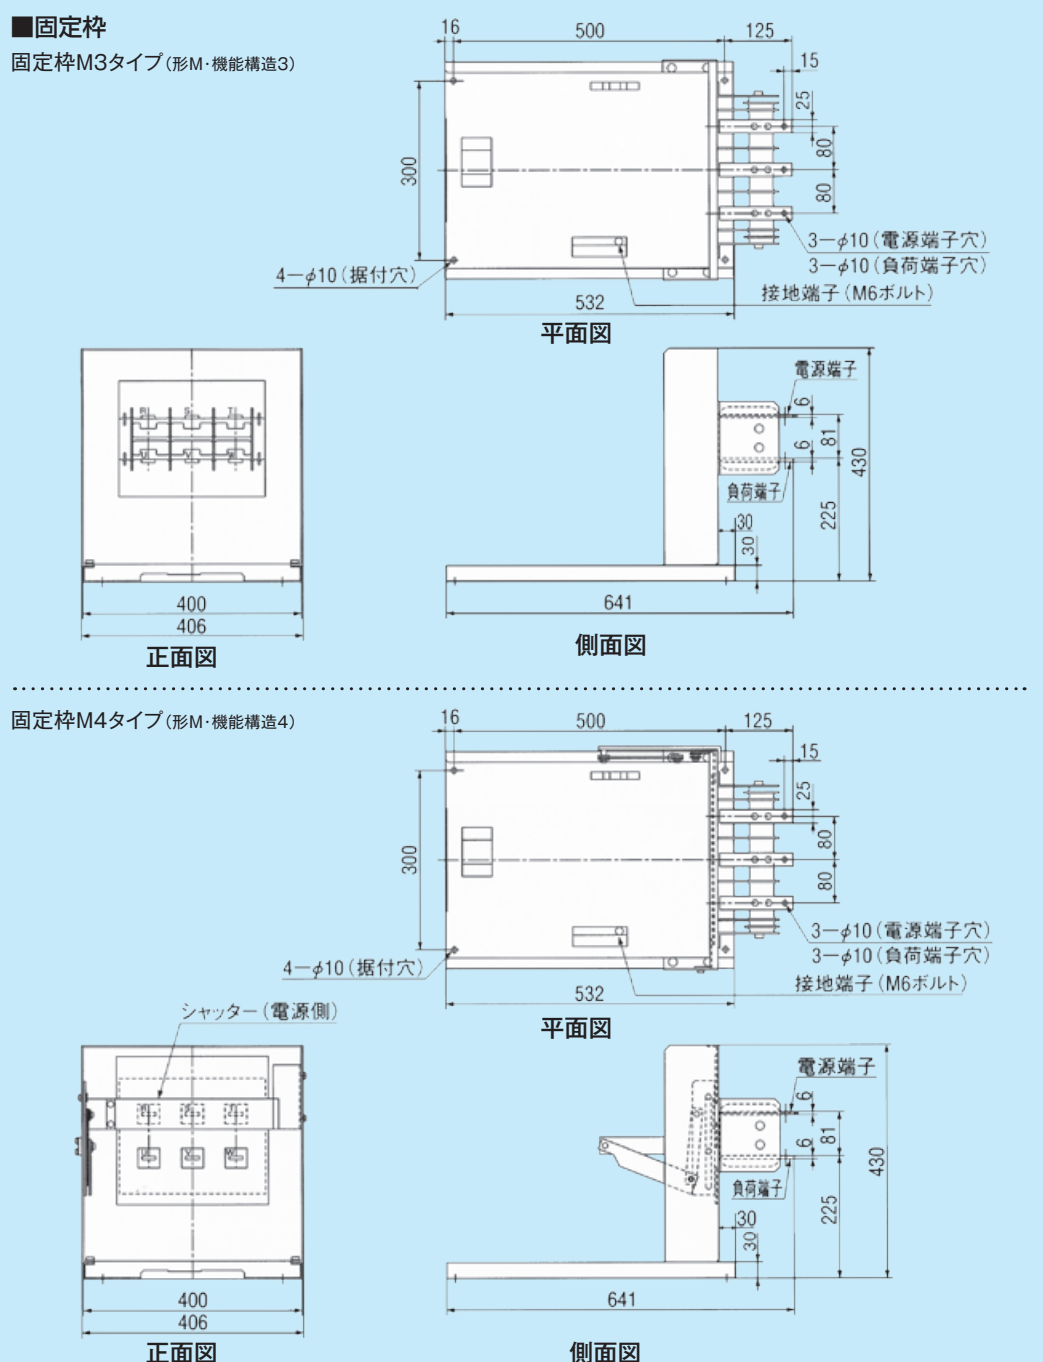 ■固定枠
固定枠M3タイプ(形M・機能構造3)
16
500
125
15
25
80
80
300
4−φ10(据付穴)
3−φ10(電源端子穴)
3−φ10(負荷端子穴)
接地端子(M6ボルト)
532
平面図
R S T
U V W
400
406
正面図
電源端子
6
81
6
430
負荷端子
225
30
30
641
側面図
固定枠M4タイプ(形M・機能構造4)
16
500
125
15
25
80
80
300
4−φ10(据付穴)
3−φ10(電源端子穴)
3−φ10(負荷端子穴)
接地端子(M6ボルト)
532
平面図
シャッター(電源側)
U V W
400
406
正面図
電源端子
6
81
6
430
負荷端子
225
30
30
641
側面図